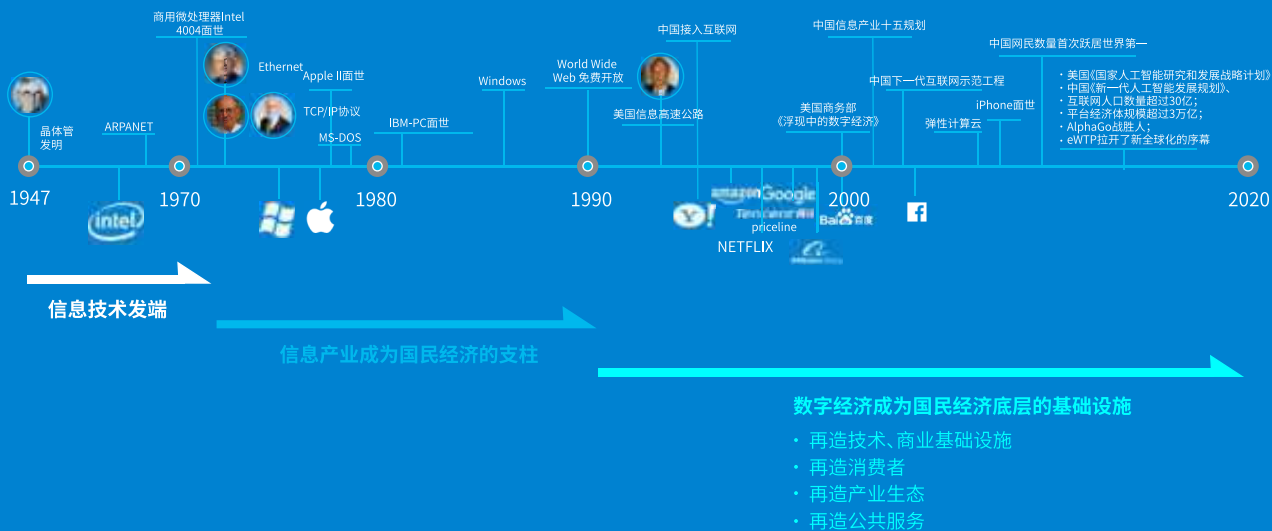 商用微处理器Intel
4004面世
晶体管
发明
ARPANET
Ethernet
Apple II面世
TCP/IP协议
MS-DOS
IBM-PC面世
Windows
World Wide
Web 免费开放
美国信息高速公路
中国接入互联网
美国商务部
《浮现中的数字经济》
中国信息产业十五规划
中国下一代互联网示范工程
弹性计算云
iPhone面世
中国网民数量首次跃居世界第一
· 美国《国家人工智能研究和发展战略计划》
· 中国《新一代人工智能发展规划》、
· 互联网人口数量超过30亿；
· 平台经济体规模超过3万亿；
· AlphaGo战胜人；
· eWTP拉开了新全球化的序幕
1947
1970
1980
1990
2000
2020
intel
Y!
amazon
Google
Tencent 腾讯
priceline
NETFLIX
Bai 百度
f
信息技术发端
信息产业成为国民经济的支柱
数字经济成为国民经济底层的基础设施
· 再造技术、商业基础设施
· 再造消费者
· 再造产业生态
· 再造公共服务